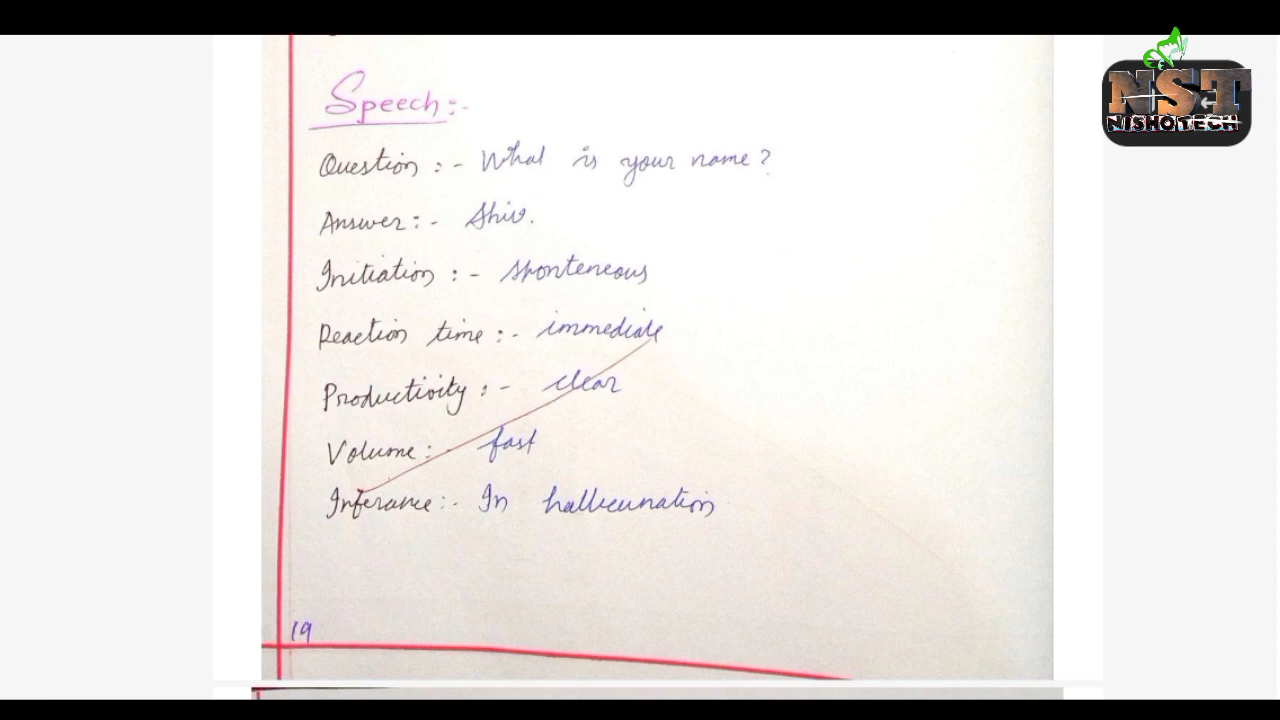 Speech:-
Question :- What is your name?
Answer:- Shiv.
Initiation :- sponteneous
Reaction time :- immediate
Productivity :- clear
Volume :- fast
Inferance:- In hallucunation
19
NST
NISHOTECH